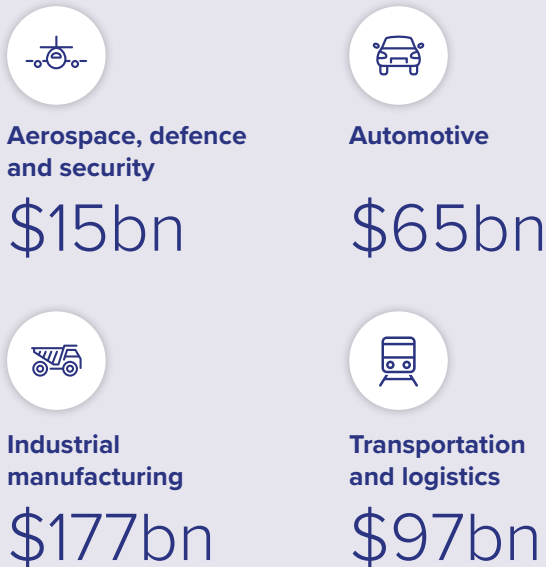 Aerospace, defence
and security
$15bn
Automotive
$65bn
Industrial
manufacturing
$177bn
Transportation
and logistics
$97bn